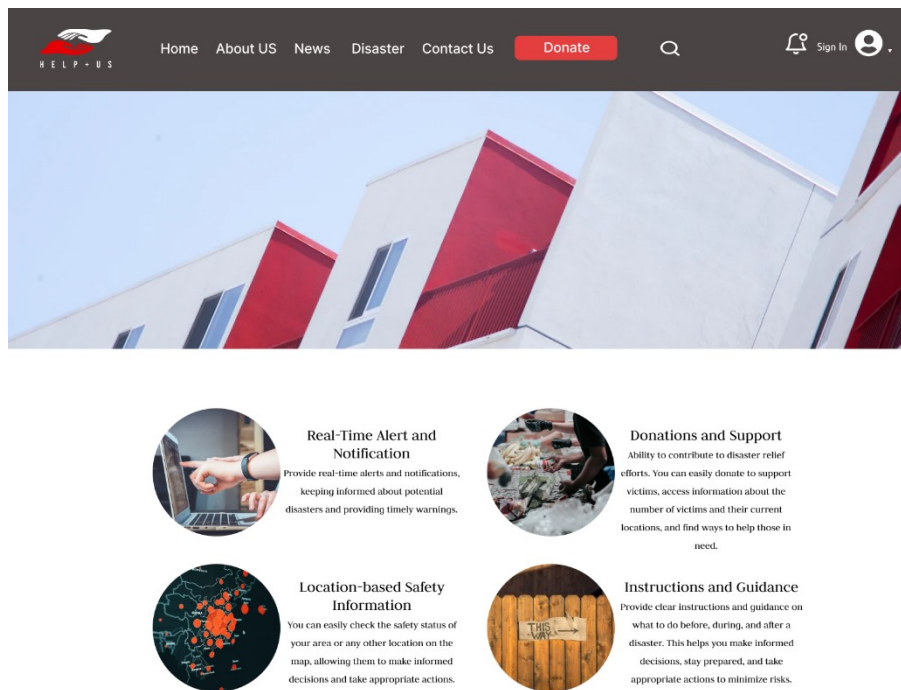 HELP+US
Home About US News Disaster Contact Us Donate Sign In
Real-Time Alert and
Notification
Provide real-time alerts and notifications,
keeping informed about potential
disasters and providing timely warnings.
Donations and Support
Ability to contribute to disaster relief
efforts. You can easily donate to support
victims, access information about the
number of victims and their current
locations, and find ways to help those in
need.
Location-based Safety
Information
You can easily check the safety status of
your area or any other location on the
map, allowing them to make informed
decisions and take appropriate actions.
THIS
WAY
Instructions and Guidance
Provide clear instructions and guidance on
what to do before, during, and after a
disaster. This helps you make informed
decisions, stay prepared, and take
appropriate actions to minimize risks.